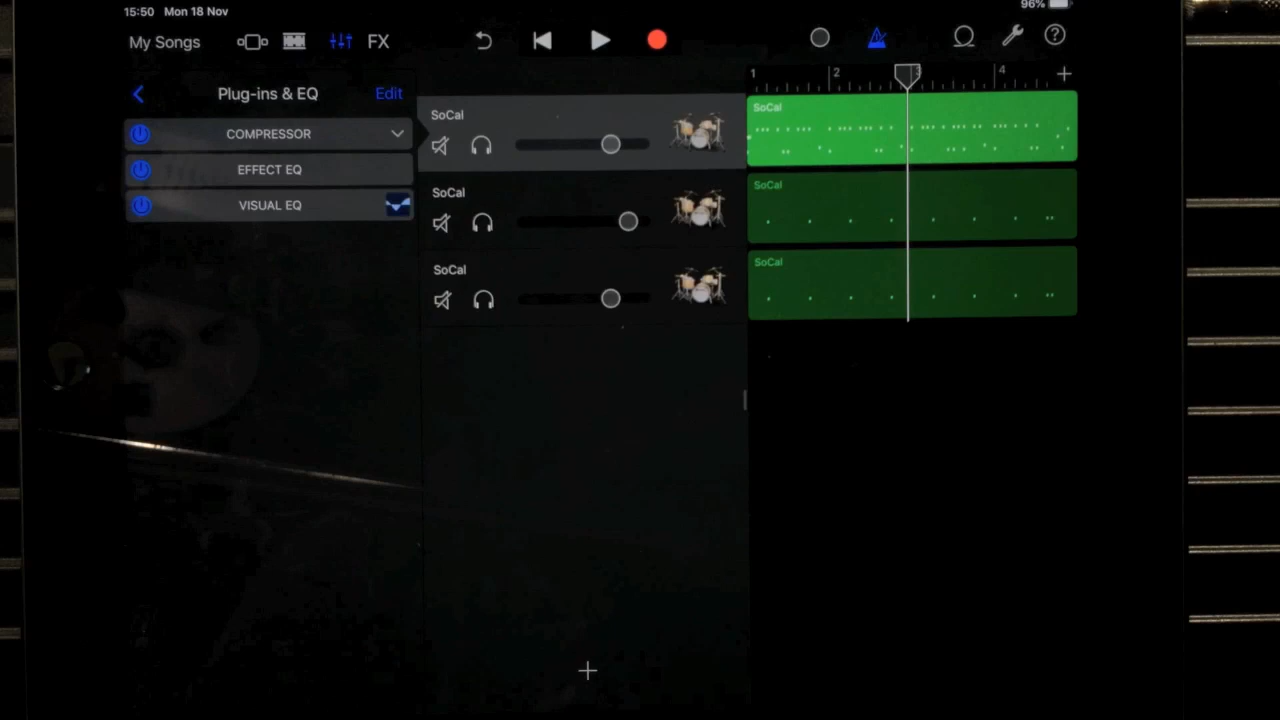 15:50 Mon 18 Nov
96%
My Songs
FX
?
1 2 3 4
Plug-ins & EQ
Edit
COMPRESSOR
EFFECT EQ
VISUAL EQ
SoCal
SoCal
SoCal
SoCal
SoCal
SoCal